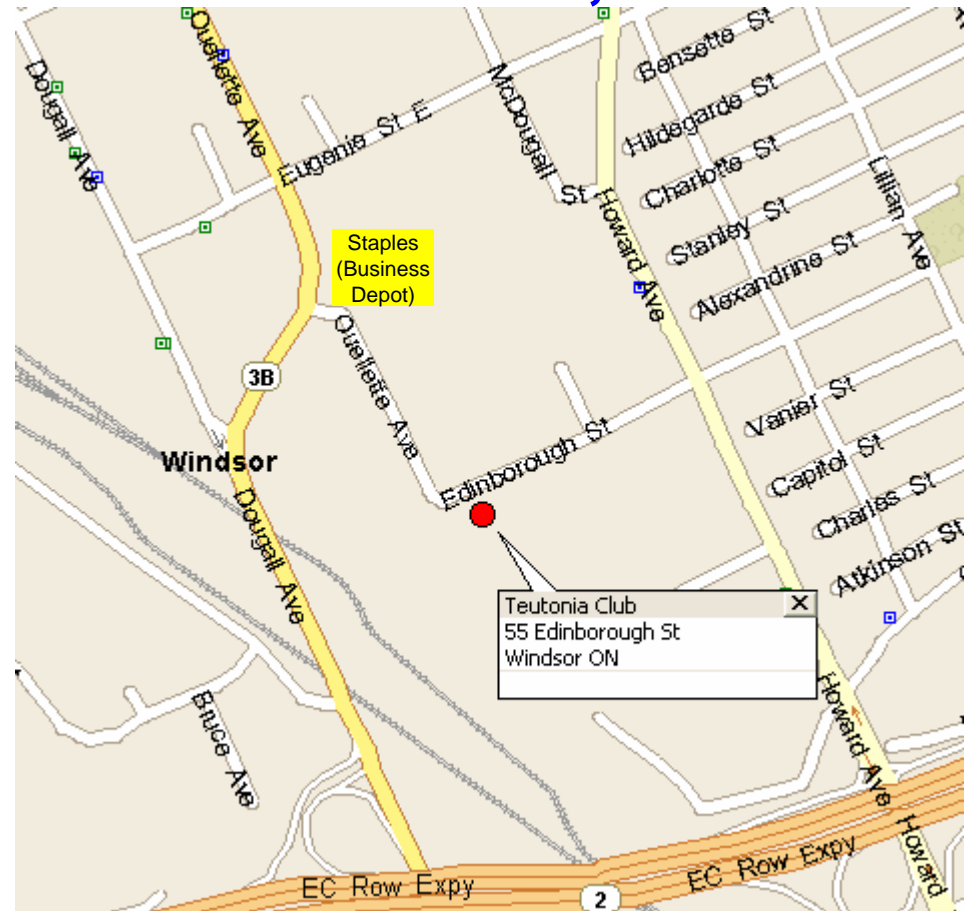 Ouellette Ave
Dougall Ave
Eugenie St E
McDougall St
Bensette St
Hildegarde St
Charlotte St
Stanley St
Alexandrine St
Lillian Ave
Howard Ave
Staples
(Business
Depot)
3B
Ouellette Ave
Windsor
Dougall Ave
Edinborough St
Vanier St
Capitol St
Charles St
Atkinson St
Teutonia Club
55 Edinborough St
Windsor ON
Bruce Ave
Howard Ave
Howard
EC Row Expy
2
EC Row Expy